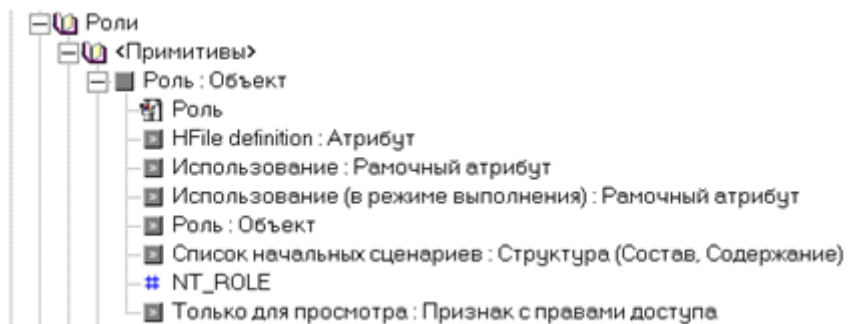 Роли
<Примитивы>
Роль : Объект
Роль
HFile definition : Атрибут
Использование : Рамочный атрибут
Использование (в режиме выполнения) : Рамочный атрибут
Роль : Объект
Список начальных сценариев : Структура (Состав, Содержание)
# NT_ROLE
Только для просмотра : Признак с правами доступа